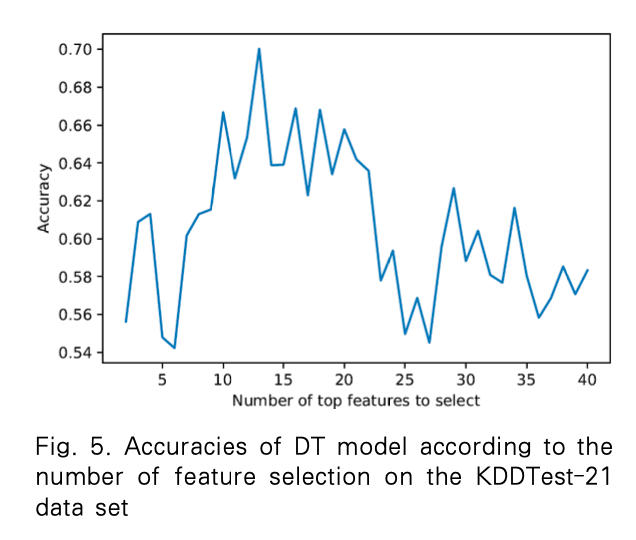 0.70
0.68
0.66
0.64
0.62
0.60
0.58
0.56
0.54
Accuracy
5 10 15 20 25 30 35 40
Number of top features to select
Fig. 5. Accuracies of DT model according to the
number of feature selection on the KDDTest-21
data set